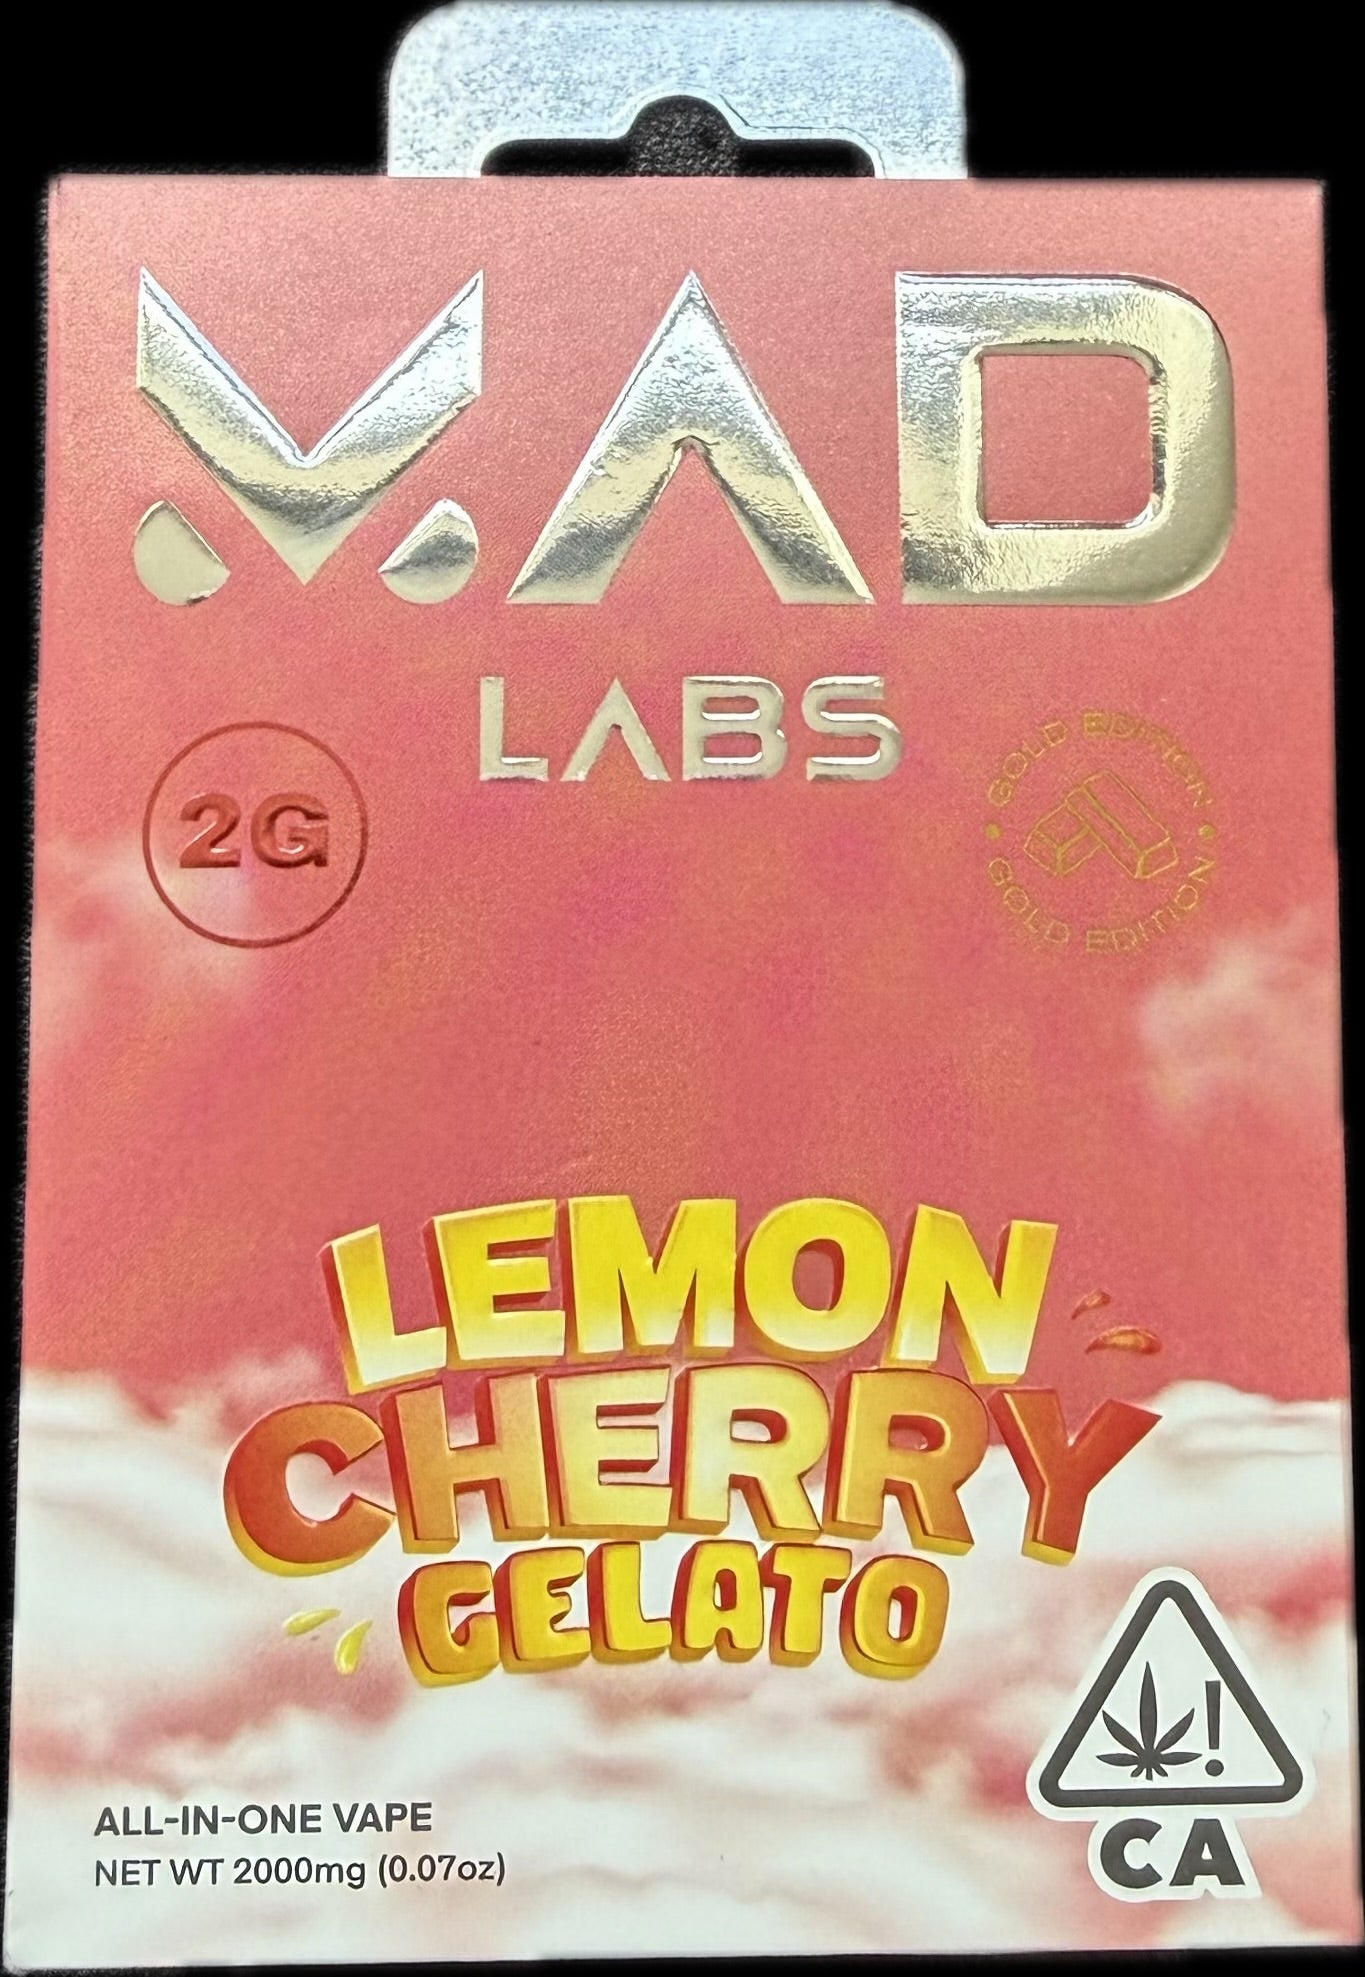 MAD
LABS
2G
GOLD EDITION • GOLD EDITION •
LEMON
CHERRY
GELATO
!
CA
ALL-IN-ONE VAPE
NET WT 2000mg (0.07oz)